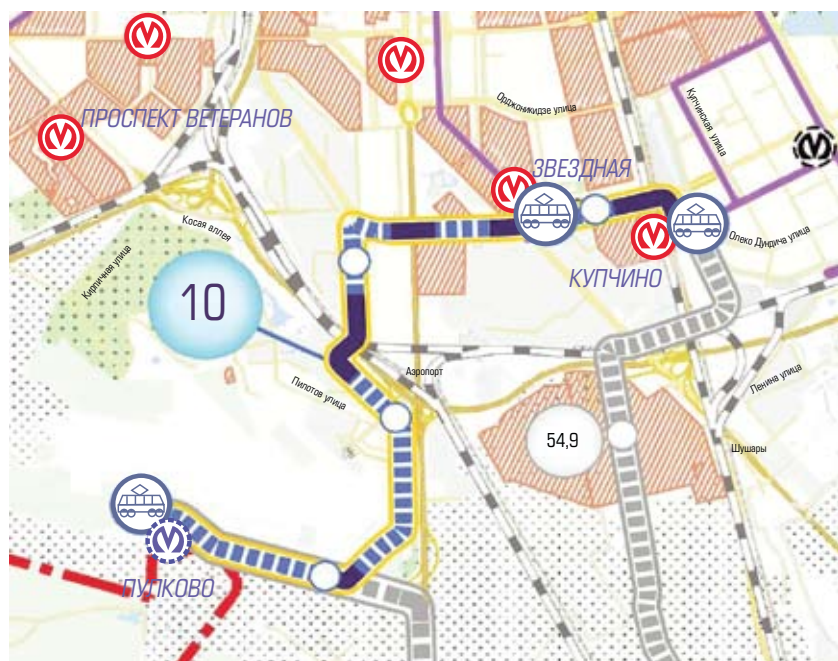 Орджоникидзе улица
Купчинская улица
ПРОСПЕКТ ВЕТЕРАНОВ
ЗВЕЗДНАЯ
Косая аллея
Олеко Дундича улица
Кирпичная улица
КУПЧИНО
10
Аэропорт
Пилотов улица
Ленина улица
54,9
Шушары
ПУЛКОВО